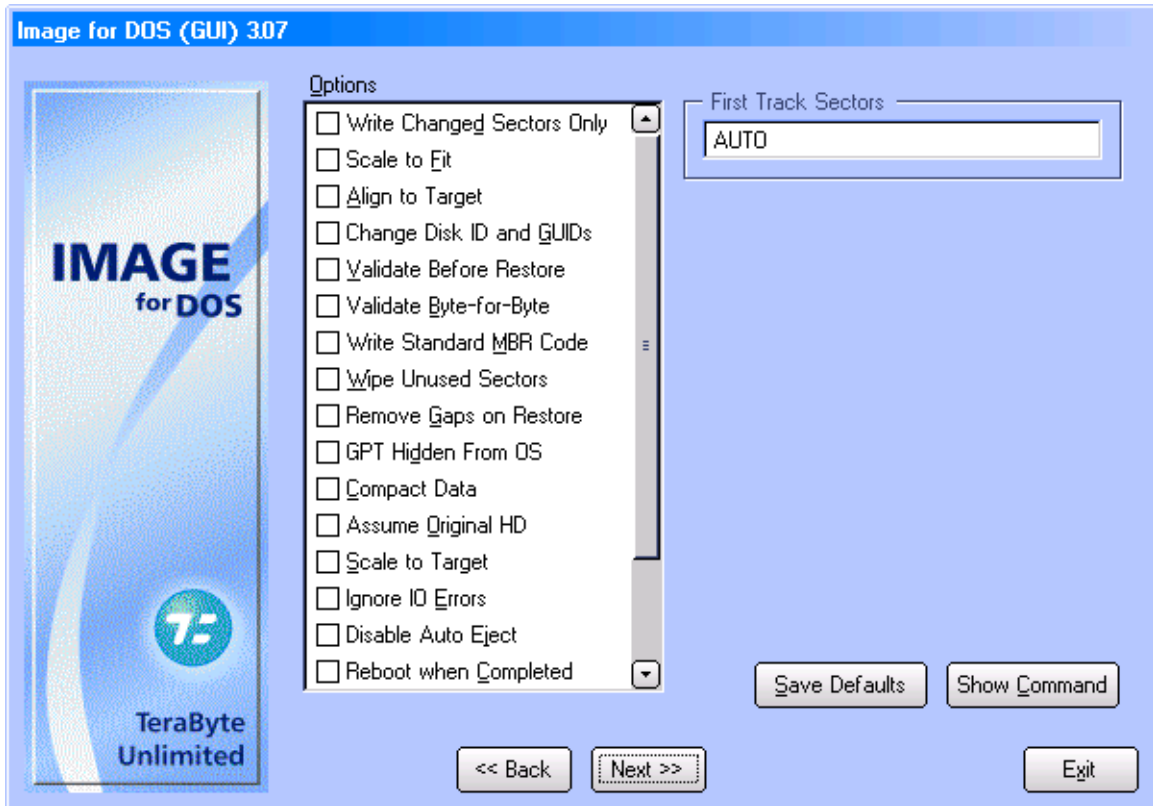 Image for DOS (GUI) 3.07
IMAGE
for DOS
TeraByte
Unlimited
Options
Write Changed Sectors Only
Scale to Fit
Align to Target
Change Disk ID and GUIDs
Validate Before Restore
Validate Byte-for-Byte
Write Standard MBR Code
Wipe Unused Sectors
Remove Gaps on Restore
GPT Hidden From OS
Compact Data
Assume Original HD
Scale to Target
Ignore IO Errors
Disable Auto Eject
Reboot when Completed
First Track Sectors
AUTO
Save Defaults
Show Command
<< Back
Next >>
Exit